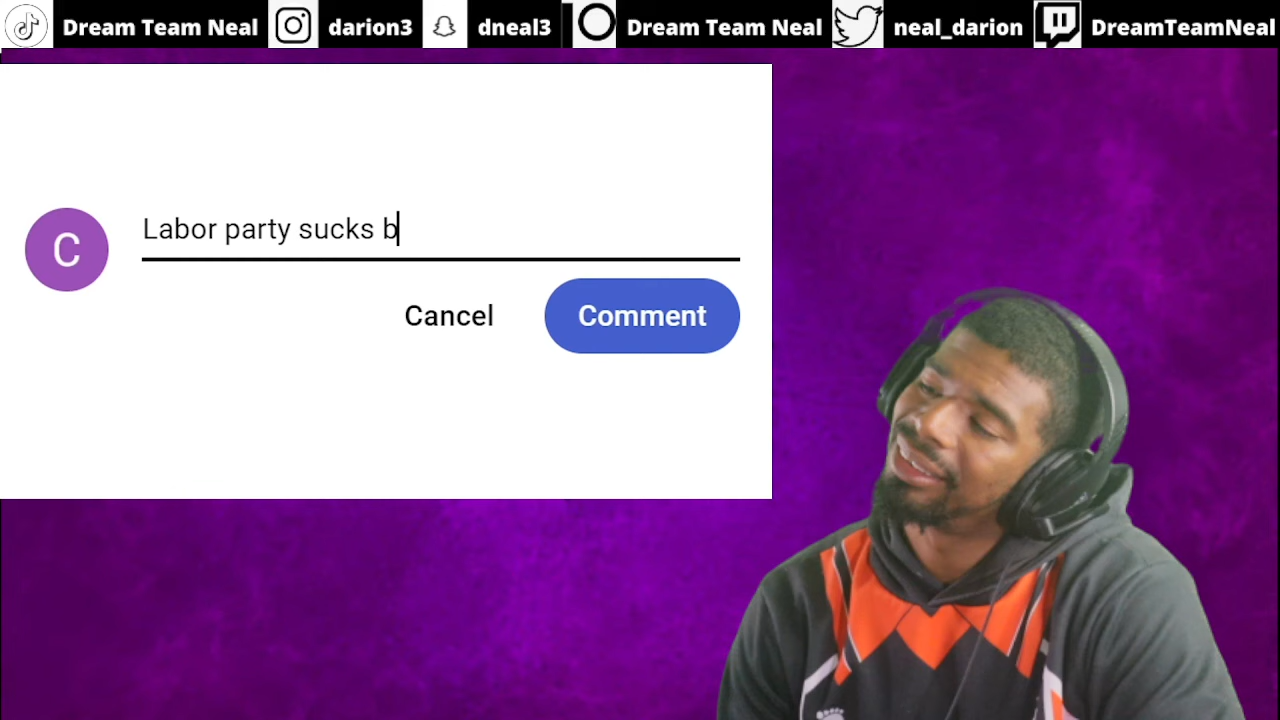 Dream Team Neal darion3 dneal3 Dream Team Neal neal_darion DreamTeamNeal
C
Labor party sucks b
Cancel Comment